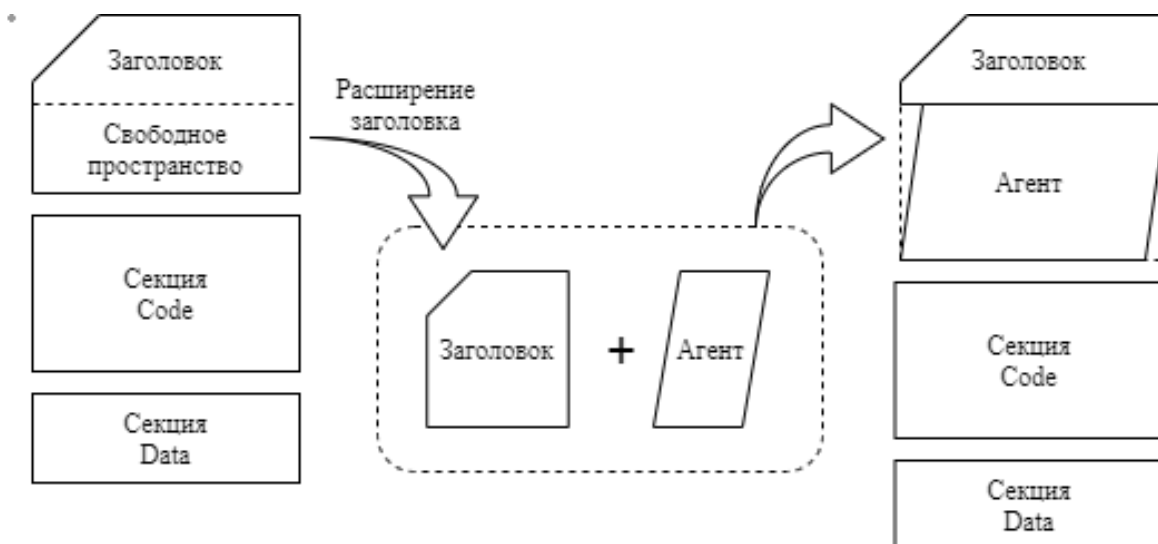 Заголовок
Свободное
пространство
Секция
Code
Секция
Data
Расширение
заголовка
Заголовок
+
Агент
Заголовок
Агент
Секция
Code
Секция
Data